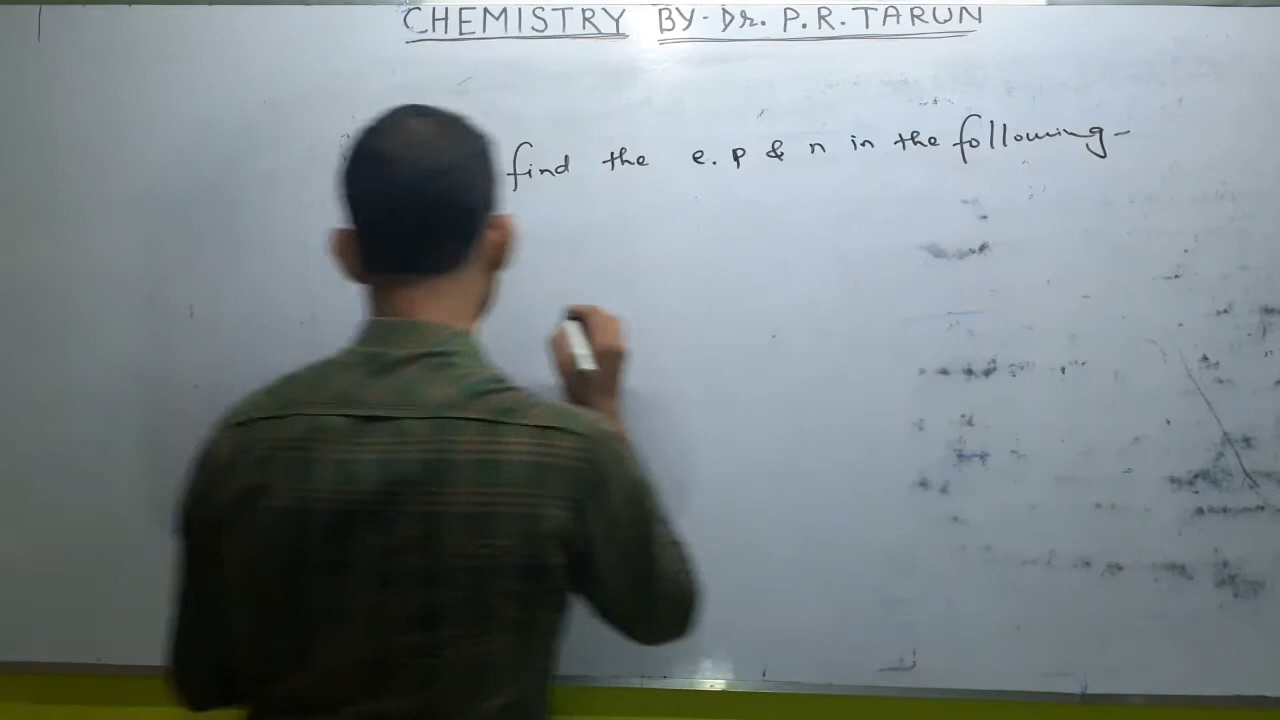 CHEMISTRY BY. Dr. P.R. TARUN
find the e. p & n in the following-